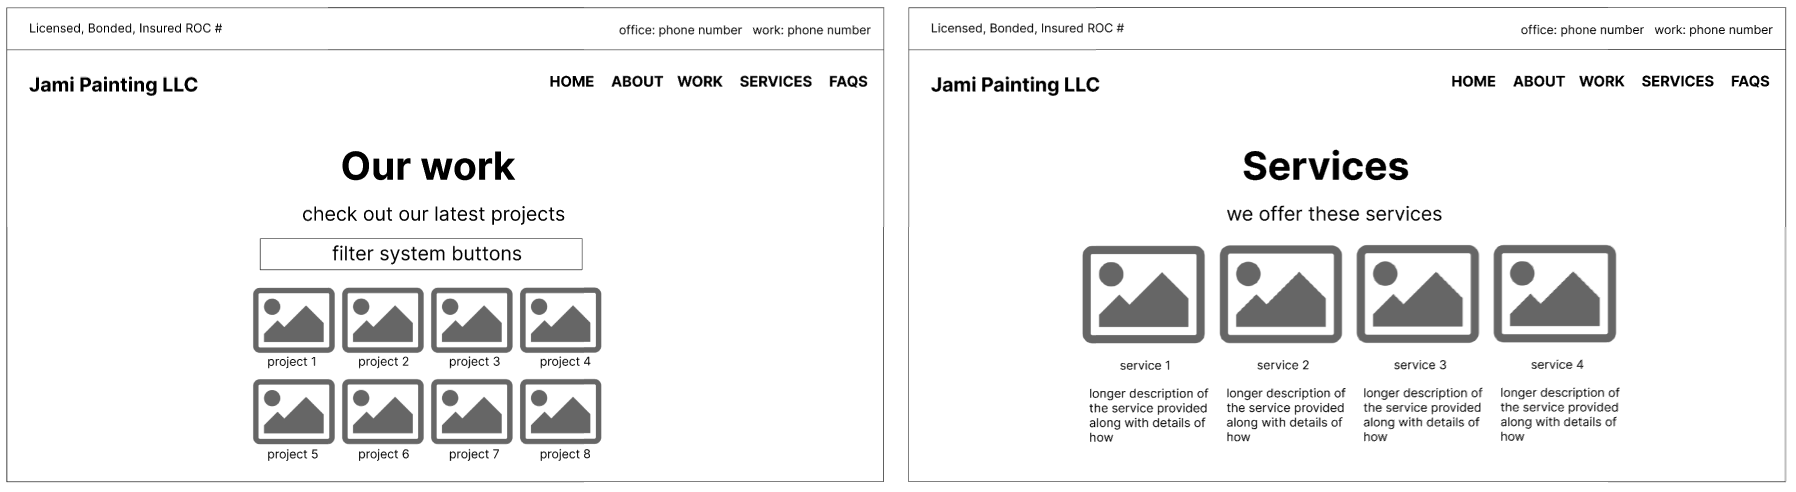 Licensed, Bonded, Insured ROC #
office: phone number work: phone number
Jami Painting LLC
HOME ABOUT WORK SERVICES FAQS
Our work
check out our latest projects
filter system buttons
project 1 project 2 project 3 project 4
project 5 project 6 project 7 project 8
Licensed, Bonded, Insured ROC #
office: phone number work: phone number
Jami Painting LLC
HOME ABOUT WORK SERVICES FAQS
Services
we offer these services
service 1
longer description of
the service provided
along with details of
how
service 2
longer description of
the service provided
along with details of
how
service 3
longer description of
the service provided
along with details of
how
service 4
longer description of
the service provided
along with details of
how